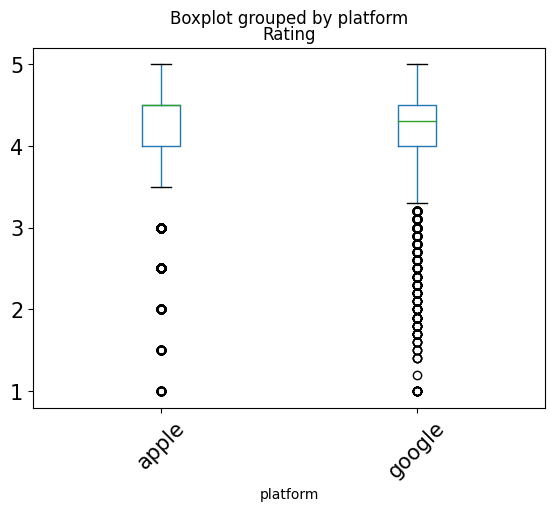 Boxplot grouped by platform
Rating
5
4
3
2
1
apple
google
platform